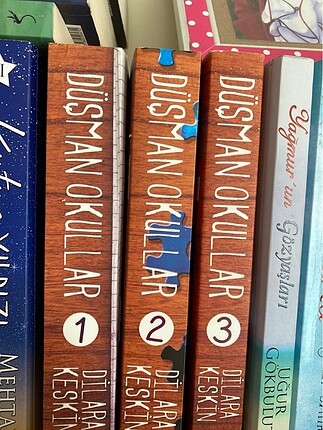 DÜŞMAN OKULLAR
1
DİLARA
KESKİN
DÜŞMAN OKULLAR
2
DİLARA
KESKİN
DÜŞMAN OKULLAR
3
DİLARA
KESKİN
Yağmur'un
Gözyaşları
UĞUR
GÖKBULUT